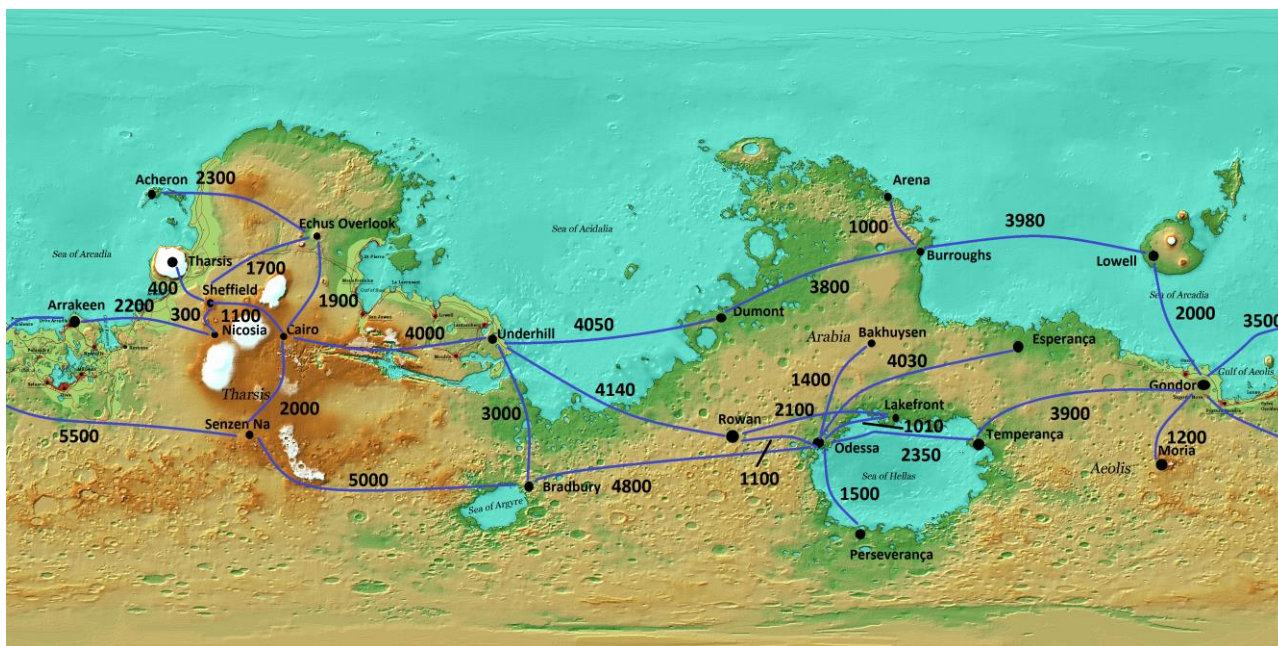 Arena
Acheron
2300
1000
3980
Echus Overlook
Sea of Acidalia
Burroughs
Lowell
Sea of Arcadia
Tharsis
1700
400
Sheffield
3800
Sea of Arcadia
2200
Arrakeen
300
1100
1900
Nicosia
Cairo
4000
Underhill
4050
Dumont
Arabia
Bakhuysen
Esperança
2000
3500
4030
Gulf of Aeolis
Gondor
1400
Tharsis
2000
3000
4140
2100
Lakefront
3900
5500
Senzen Na
Rowan
1010
Odessa
2350
Temperança
1200
Moria
Aeolis
1100
Sea of Hellas
5000
Bradbury
4800
1500
Sea of Argyre
Perseverança